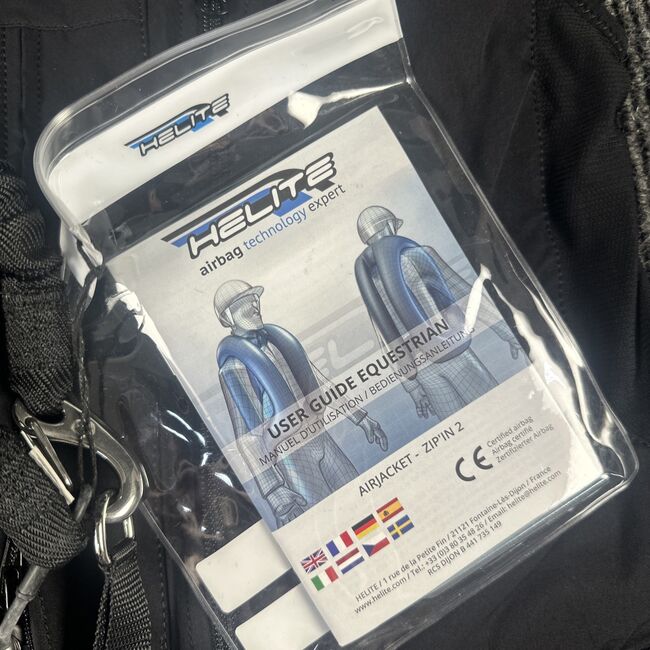 HELITE
HELITE
airbag technology expert
USER GUIDE EQUESTRIAN
MANUEL D'UTILISATION / BEDIENUNGSANLEITUNG
AIRJACKET - ZIP'IN 2
CE
Certified airbag
Airbag certifié
Zertifizierter Airbag
HELITE / 1 rue de la Petite Fin / 21121 Fontaine-Lès-Dijon / France
www.helite.com / Tel.: +33 (0)3 80 35 48 26 / Email: helite@helite.com
RCS DIJON B 441 735 149